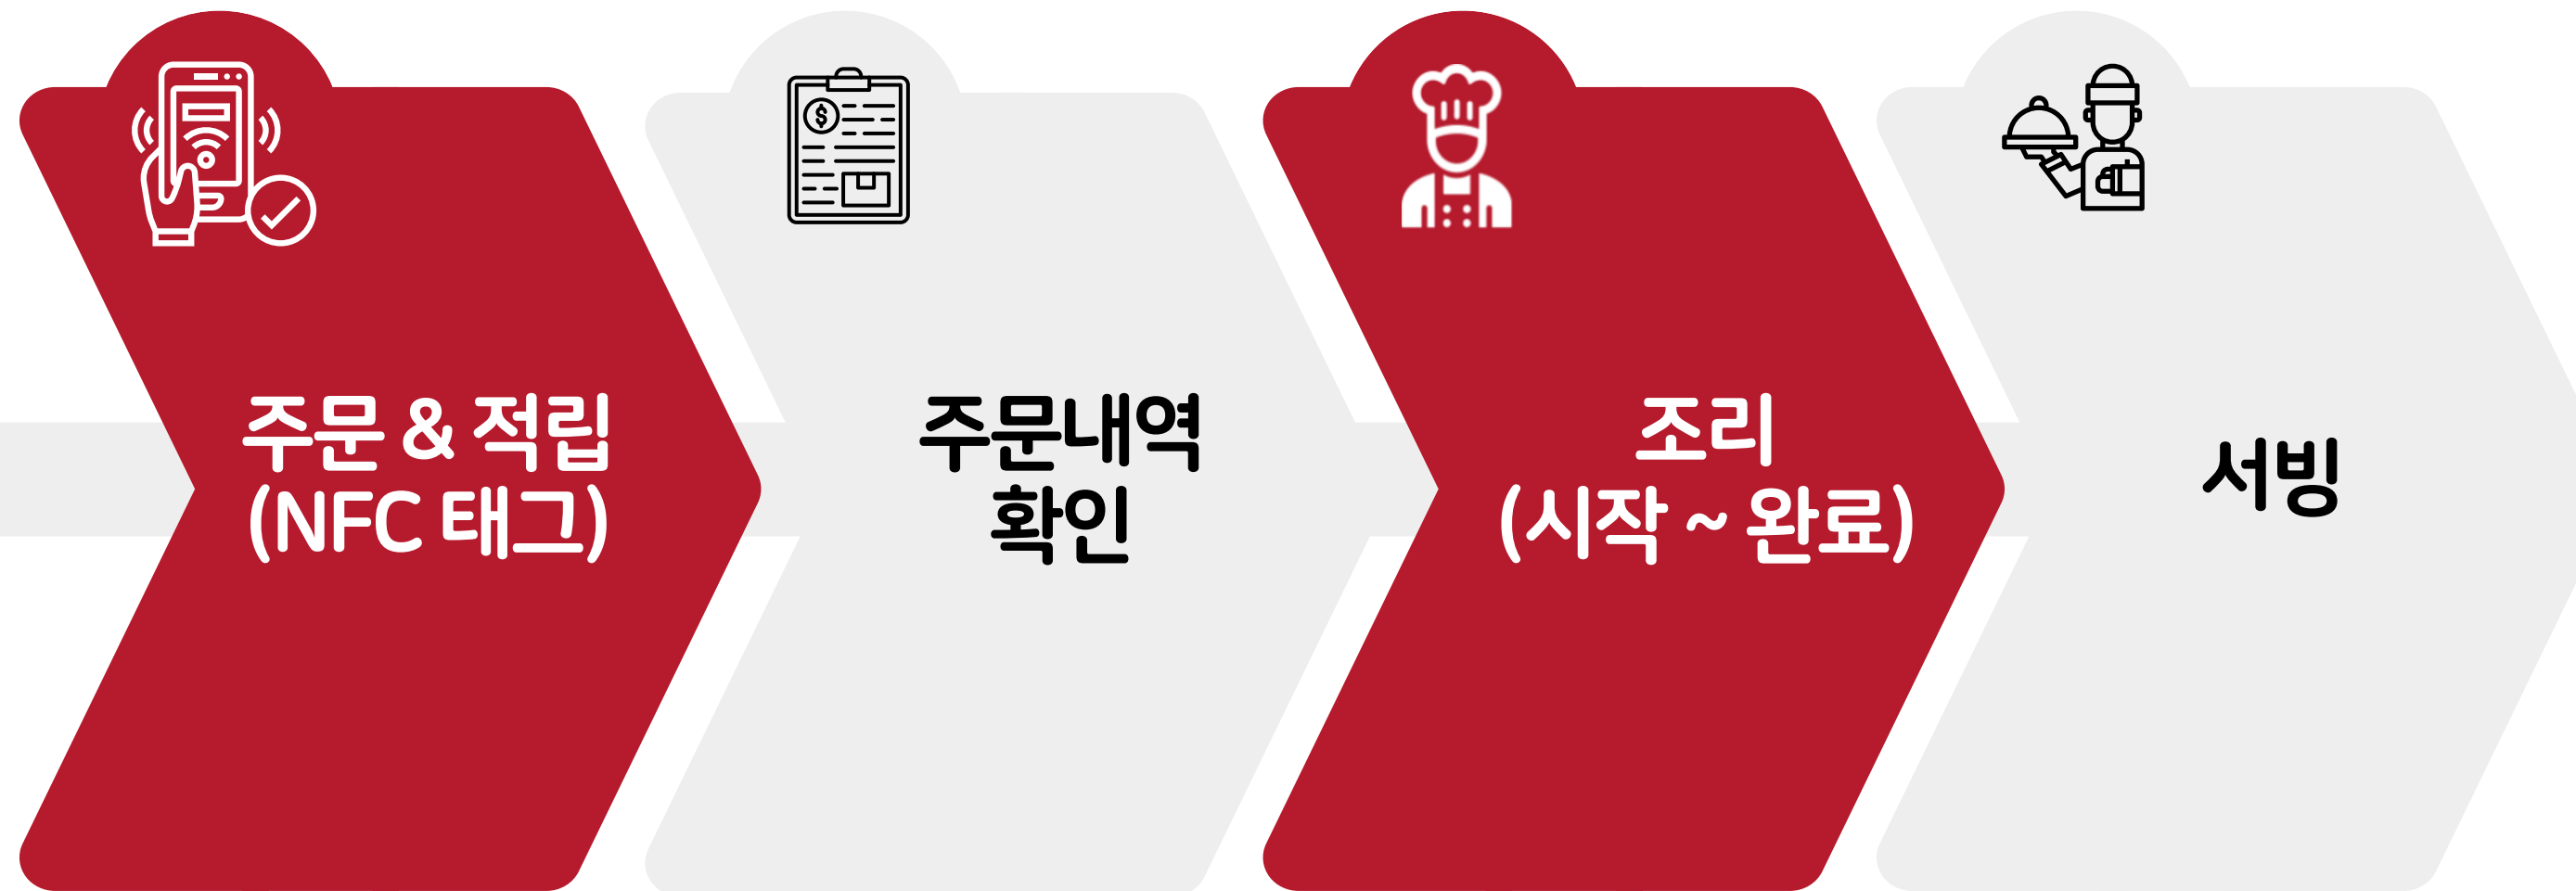 주문 & 적립
(NFC 태그)
주문내역
확인
조리
(시작 ~ 완료)
서빙